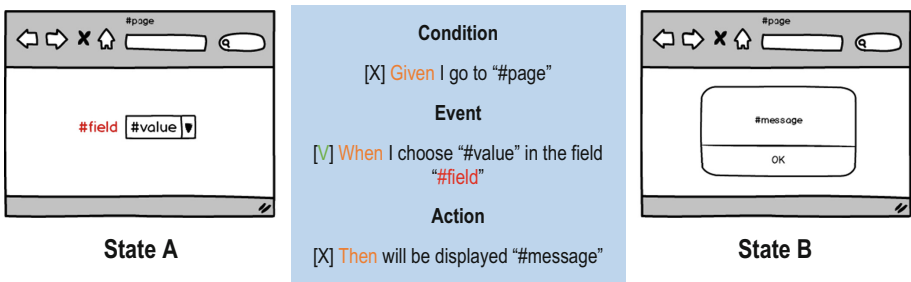 #page
#field #value
State A
Condition
[X] Given I go to “#page”
Event
[V] When I choose “#value” in the field
“#field”
Action
[X] Then will be displayed “#message”
#page
#message
OK
State B